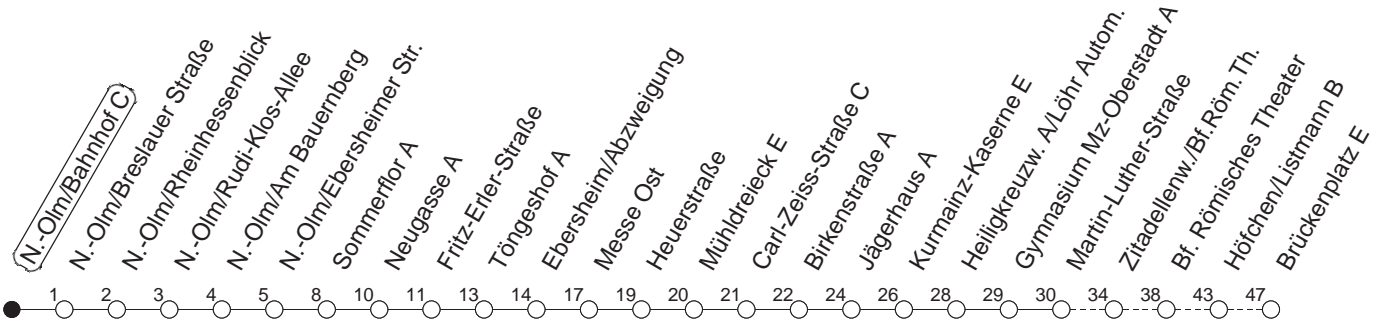 N.-Olm/Bahnhof C
N.-Olm/Breslauer Straße
N.-Olm/Rheinhessenblick
N.-Olm/Rudi-Klos-Allee
N.-Olm/Am Bauernberg
N.-Olm/Ebersheimer Str.
Sommerflor A
Neugasse A
Fritz-Erler-Straße
Töngeshof A
Ebersheim/Abzweigung
Messe Ost
Heuerstraße
Mühldreieck E
Carl-Zeiss-Straße C
Birkenstraße A
Jägerhaus A
Kurmainz-Kaserne E
Heiligkreuzw. A/Löhr Autom.
Gymnasium Mz-Oberstadt A
Martin-Luther-Straße
Zitadellenw./Bf.Röm.Th.
Bf. Römisches Theater
Höfchen/Listmann B
Brückenplatz E
1 2 3 4 5 8 10 11 13 14 17 19 20 21 22 24 26 28 29 30 34 38 43 47